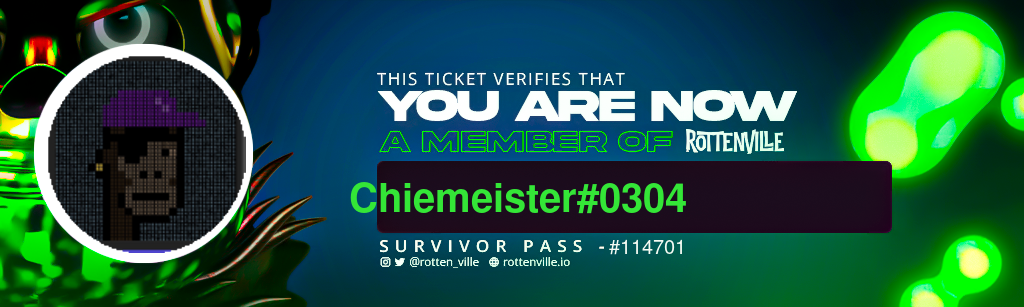 THIS TICKET VERIFIES THAT
YOU ARE NOW
A MEMBER OF ROTTENVILLE
Chiemeister#0304
SURVIVOR PASS - #114701
@rotten_ville rottenville.io